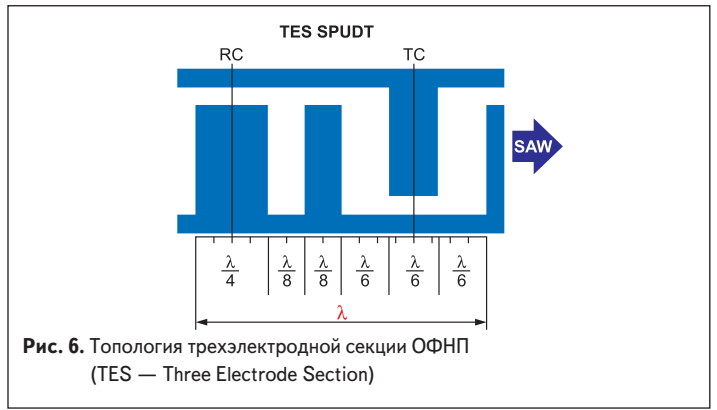 TES SPUDT
RC TC
SAW
λ/4 λ/8 λ/8 λ/6 λ/6 λ/6
λ
Рис. 6. Топология трехэлектродной секции ОФНП
(TES — Three Electrode Section)